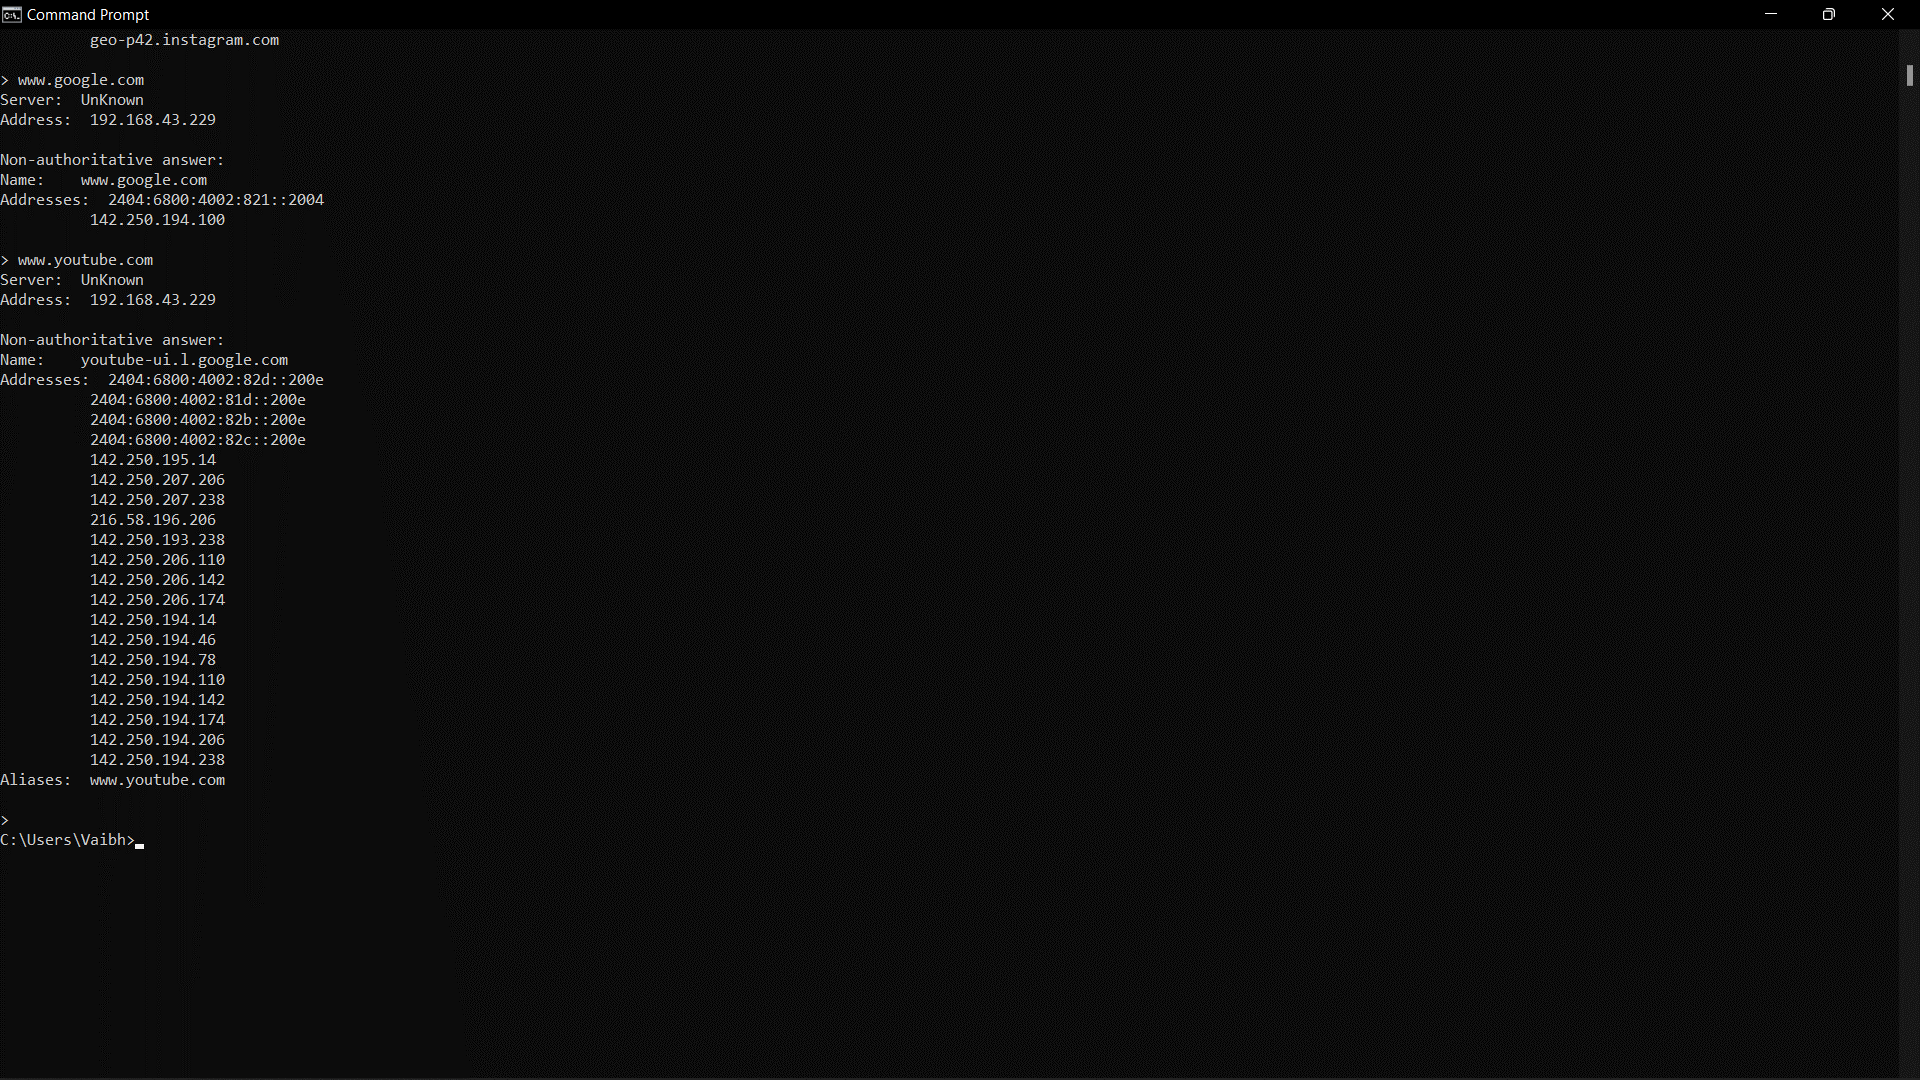 Command Prompt
geo-p42.instagram.com
> www.google.com
Server:  UnKnown
Address:  192.168.43.229
Non-authoritative answer:
Name:    www.google.com
Addresses:  2404:6800:4002:821::2004
142.250.194.100
> www.youtube.com
Server:  UnKnown
Address:  192.168.43.229
Non-authoritative answer:
Name:    youtube-ui.l.google.com
Addresses:  2404:6800:4002:82d::200e
2404:6800:4002:81d::200e
2404:6800:4002:82b::200e
2404:6800:4002:82c::200e
142.250.195.14
142.250.207.206
142.250.207.238
216.58.196.206
142.250.193.238
142.250.206.110
142.250.206.142
142.250.206.174
142.250.194.14
142.250.194.46
142.250.194.78
142.250.194.110
142.250.194.142
142.250.194.174
142.250.194.206
142.250.194.238
Aliases:  www.youtube.com
>
C:\Users\Vaibh>